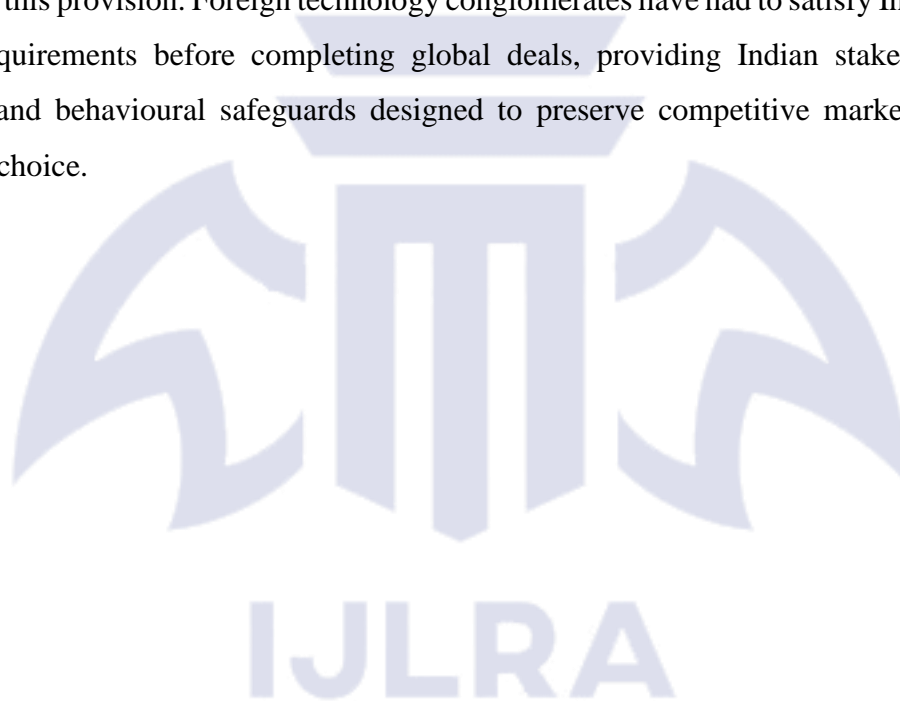 this provision. Foreign technology conglomerates have had to satisfy
quirements before completing global deals, providing Indian stake
and behavioural safeguards designed to preserve competitive marke
choice.
IJLRA